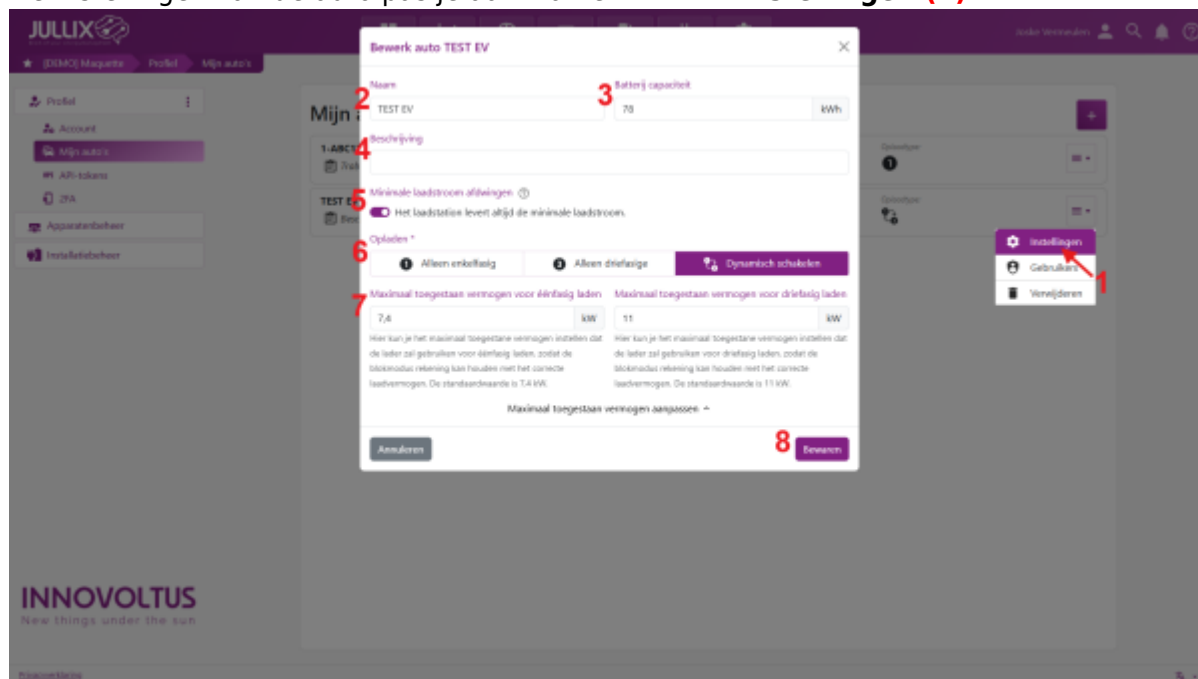 JULLIX
Joske Vermeulen
[DEMO] Maquette
Profiel
Mijn auto's
Profiel
Account
Mijn auto's
API-tokens
2FA
Apparatenbeheer
Installatiebeheer
Mijn
1-ABC1
TEST E
Bewerk auto TEST EV
2
Naam
TEST EV
3
Batterij capaciteit
78
kWh
4
Beschrijving
5
Minimale laadstroom afdwingen
Het laadstation levert altijd de minimale laadstroom.
6
Opladen *
Alleen enkelfasig
Alleen driefasige
Dynamisch schakelen
7
Maximaal toegestaan vermogen voor éénfasig laden
7,4
kW
Hier kun je het maximaal toegestane vermogen instellen dat
de lader zal gebruiken voor éénfasig laden, zodat de
blokmodus rekening kan houden met het correcte
laadvermogen. De standaardwaarde is 7,4 kW.
Maximaal toegestaan vermogen voor driefasig laden
11
kW
Hier kun je het maximaal toegestane vermogen instellen dat
de lader zal gebruiken voor driefasig laden, zodat de
blokmodus rekening kan houden met het correcte
laadvermogen. De standaardwaarde is 11 kW.
Maximaal toegestaan vermogen aanpassen
Annuleren
8
Bewaren
Instellingen
1
Gebruikers
Verwijderen
INNOVOLTUS
New things under the sun
Privacyverklaring